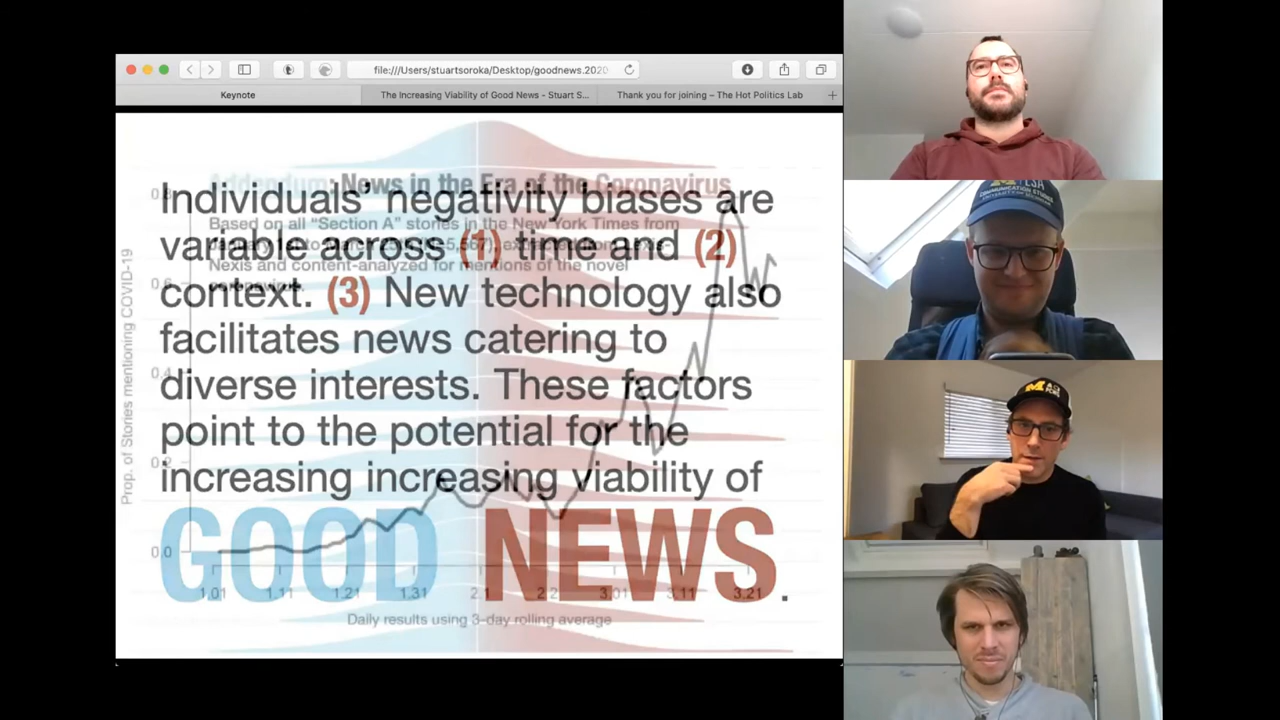 file:///Users/stuartsoroka/Desktop/goodnews.2020
Keynote
The Increasing Viability of Good News - Stuart S...
Thank you for joining – The Hot Politics Lab
Addendum: News in the Era of the Coronavirus
Based on all “Section A” stories in the New York Times from
Nexis and content-analyzed for mentions of the novel
Individuals’ negativity biases are
variable across (1) time and (2)
context. (3) New technology also
facilitates news catering to
diverse interests. These factors
point to the potential for the
increasing increasing viability of
GOOD NEWS.
Prop. of Stories mentioning COVID-19
0.6
0.4
0.2
0.0
1.01 1.11 1.21 1.31 2.1 3.01 3.11 3.21
Daily results using 3-day rolling average
COMMUNICATION STUDIES
M